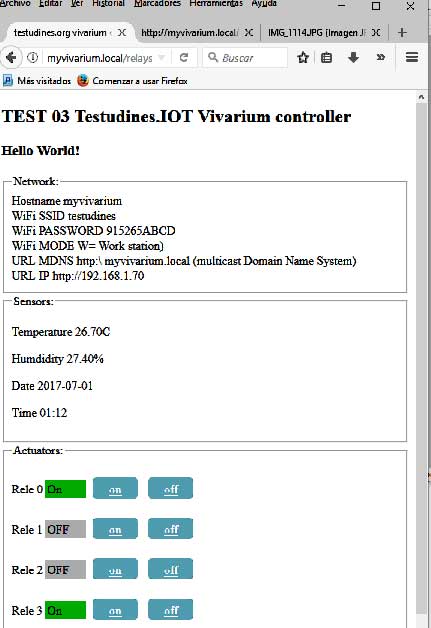 Archivo Editar Ver Historial Marcadores Herramientas Ayuda
testudines.org vivarium
http://myvivarium.local/
IMG_1114.JPG (Imagen JP
myvivarium.local/relays
Buscar
Más visitados
Comenzar a usar Firefox
TEST 03 Testudines.IOT Vivarium controller
Hello World!
Network:
Hostname myvivarium
WiFi SSID testudines
WiFi PASSWORD 915265ABCD
WiFi MODE W= Work station)
URL MDNS http:\ myvivarium.local (multicast Domain Name System)
URL IP http://192.168.1.70
Sensors:
Temperature 26.70C
Humdidity 27.40%
Date 2017-07-01
Time 01:12
Actuators:
Rele 0 On on off
Rele 1 OFF on off
Rele 2 OFF on off
Rele 3 On on off